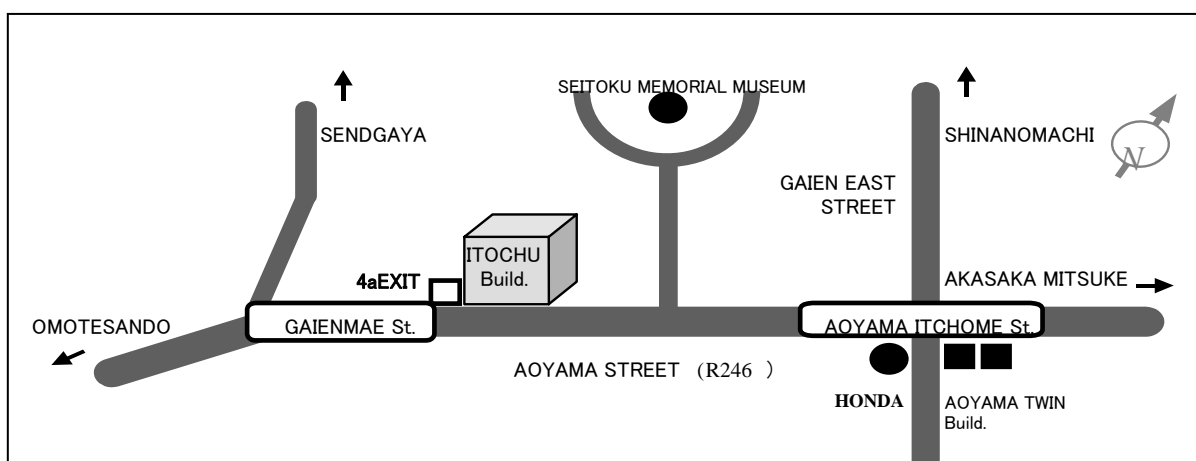 SEITOKU MEMORIAL MUSEUM
SENDGAYA
SHINANOMACHI
N
GAIEN EAST
STREET
ITOCHU
Build.
4aEXIT
AKASAKA MITSUKE
OMOTESANDO
GAIENMAE St.
AOYAMA ITCHOME St.
AOYAMA STREET (R246 )
HONDA
AOYAMA TWIN
Build.